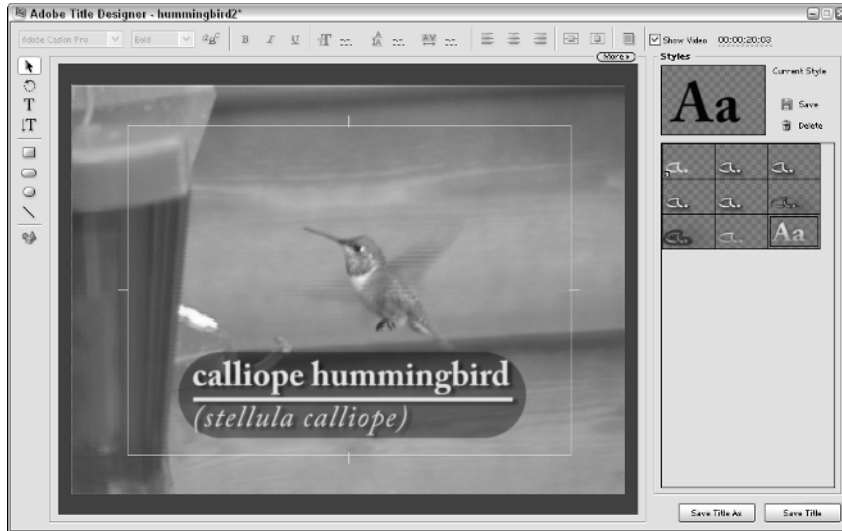 Adobe Title Designer - hummingbird2*
Adobe Caslon Pro
Bold
B I U
Show Video 00:00:20:03
More
Styles
Current Style
Aa
Save
Delete
T
T
a.
a.
a.
a.
a.
a.
a.
a.
Aa
calliope hummingbird
(stellula calliope)
Save Title As
Save Title